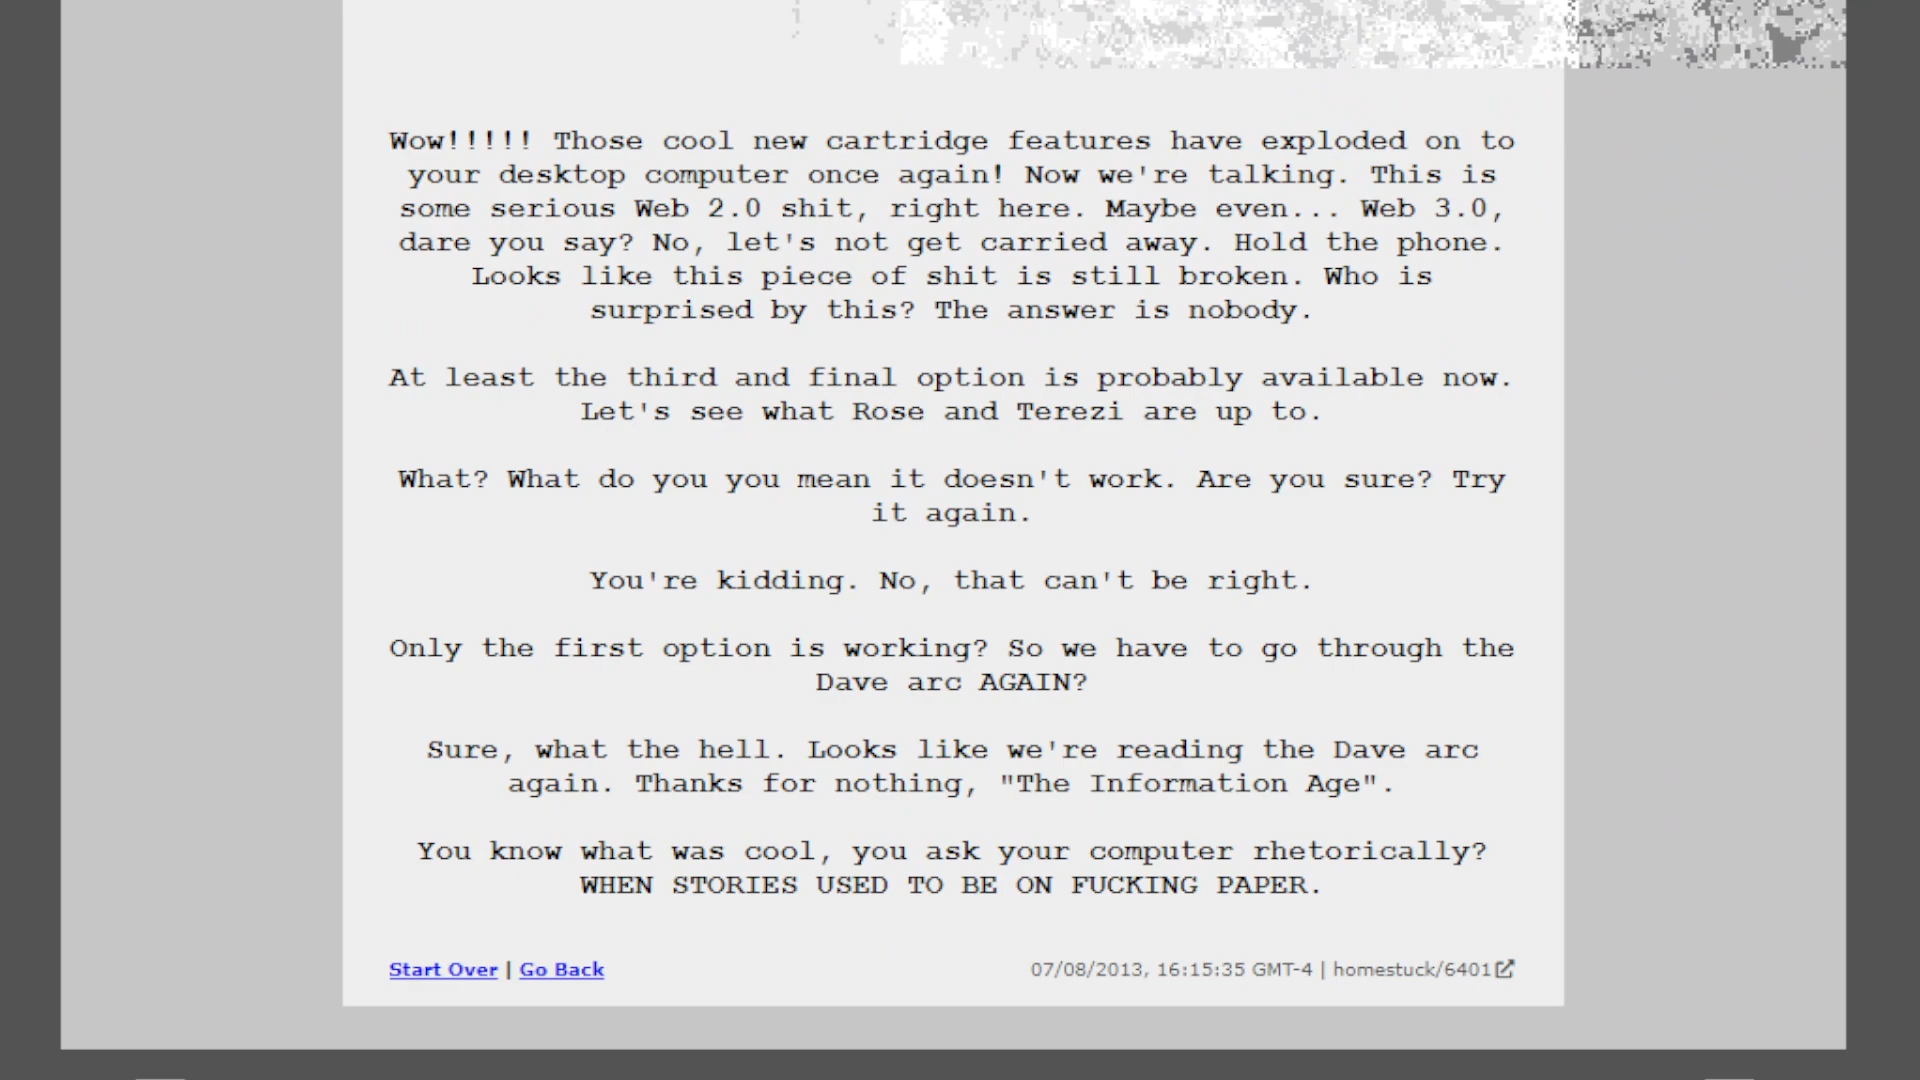 Wow!!!!! Those cool new cartridge features have exploded on to
your desktop computer once again! Now we're talking. This is
some serious Web 2.0 shit, right here. Maybe even... Web 3.0,
dare you say? No, let's not get carried away. Hold the phone.
Looks like this piece of shit is still broken. Who is
surprised by this? The answer is nobody.
At least the third and final option is probably available now.
Let's see what Rose and Terezi are up to.
What? What do you you mean it doesn't work. Are you sure? Try
it again.
You're kidding. No, that can't be right.
Only the first option is working? So we have to go through the
Dave arc AGAIN?
Sure, what the hell. Looks like we're reading the Dave arc
again. Thanks for nothing, "The Information Age".
You know what was cool, you ask your computer rhetorically?
WHEN STORIES USED TO BE ON FUCKING PAPER.
Start Over | Go Back 07/08/2013, 16:15:35 GMT-4 | homestuck/6401